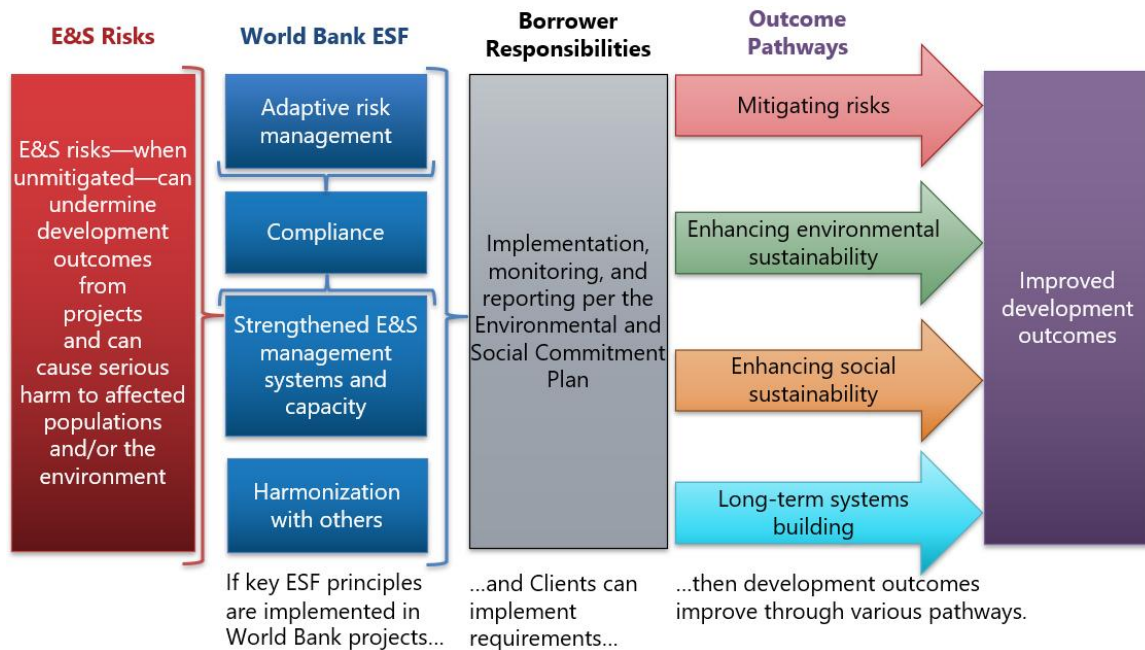 E&S Risks
World Bank ESF
Borrower
Responsibilities
Outcome
Pathways
E&S risks—when
unmitigated—can
undermine
development
outcomes
from
projects
and can
cause serious
harm to affected
populations
and/or the
environment
Adaptive risk
management
Compliance
Strengthened E&S
management
systems and
capacity
Harmonization
with others
Implementation,
monitoring, and
reporting per the
Environmental and
Social Commitment
Plan
Mitigating risks
Enhancing environmental
sustainability
Enhancing social
sustainability
Long-term systems
building
Improved
development
outcomes
If key ESF principles
are implemented in
World Bank projects...
...and Clients can
implement
requirements...
...then development outcomes
improve through various pathways.